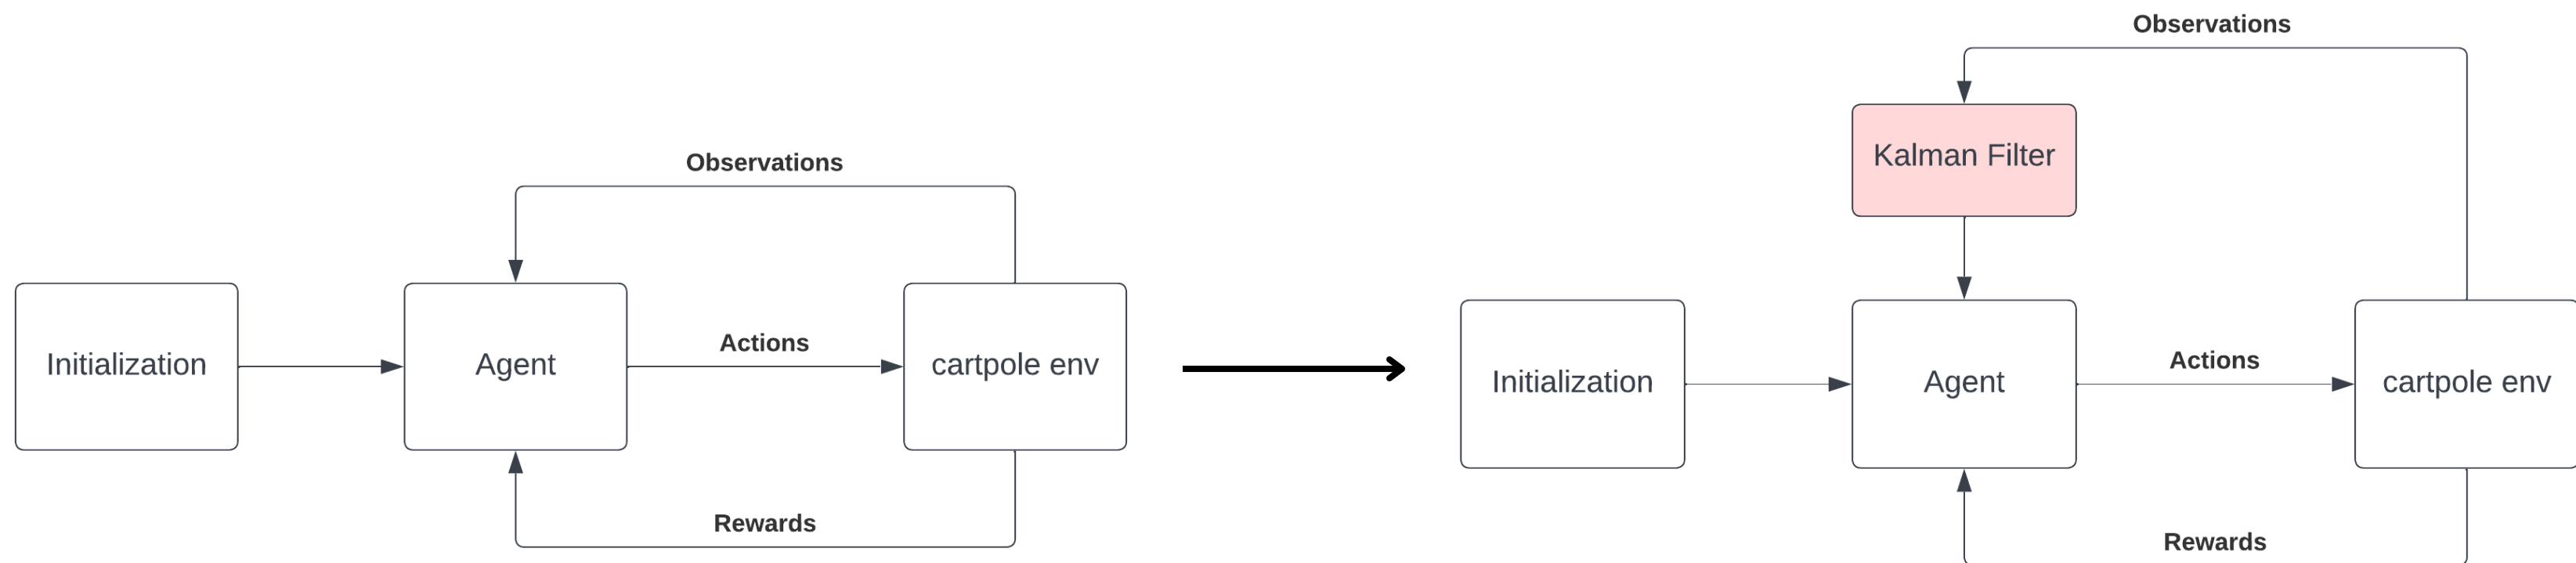 Observations
Initialization
Agent
Actions
cartpole env
Rewards
Observations
Kalman Filter
Initialization
Agent
Actions
cartpole env
Rewards